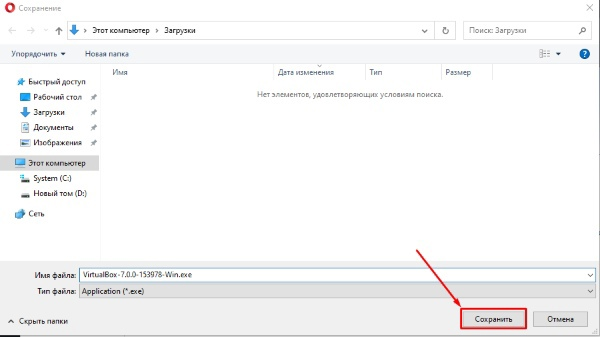 Сохранение
Этот компьютер > Загрузки
Поиск: Загрузки
Упорядочить
Новая папка
Имя
Дата изменения
Тип
Размер
Нет элементов, удовлетворяющих условиям поиска.
Быстрый доступ
Рабочий стол
Загрузки
Документы
Изображения
Этот компьютер
System (C:)
Новый том (D:)
Сеть
Имя файла: VirtualBox-7.0.0-153978-Win.exe
Тип файла: Application (*.exe)
Скрыть папки
Сохранить
Отмена